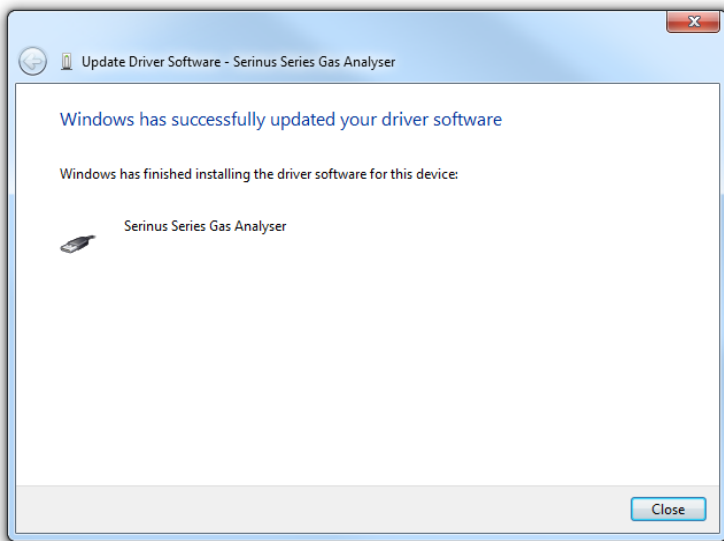 Update Driver Software - Serinus Series Gas Analyser
Windows has successfully updated your driver software
Windows has finished installing the driver software for this device:
Serinus Series Gas Analyser
Close